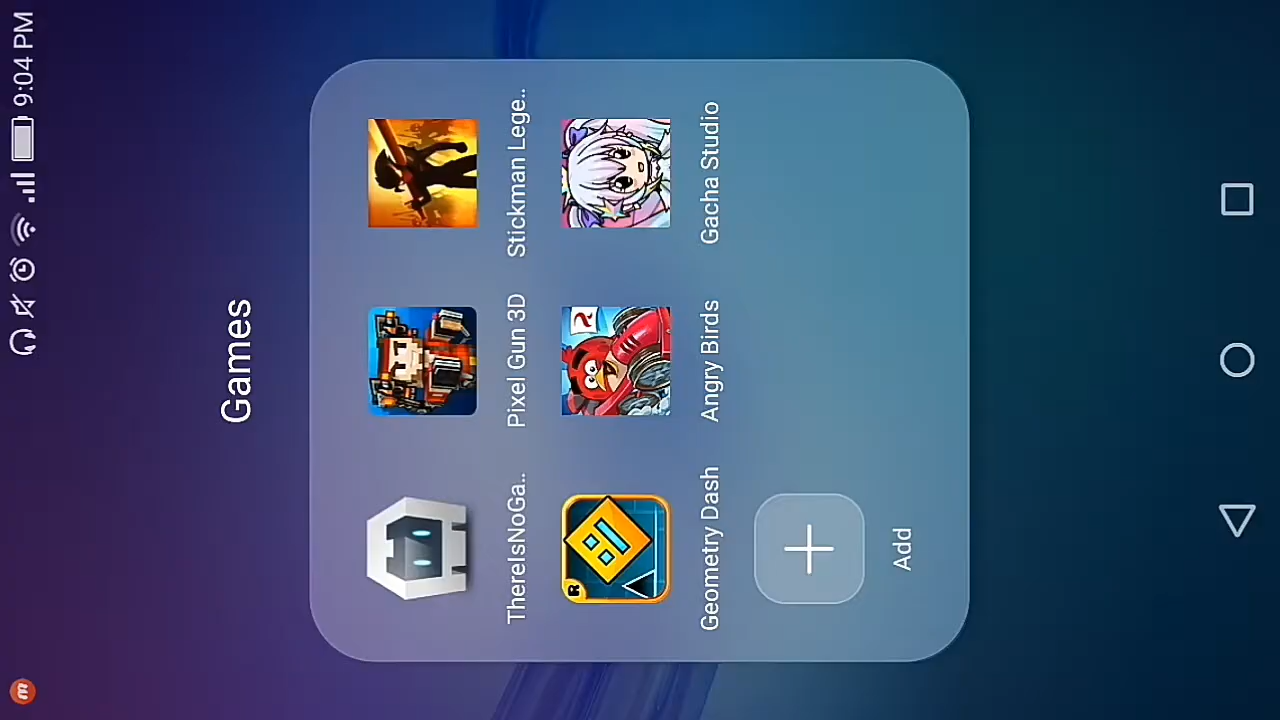 9:04 PM
Games
ThereIsNoGa..
Pixel Gun 3D
Stickman Lege..
Geometry Dash
Angry Birds
Gacha Studio
Add